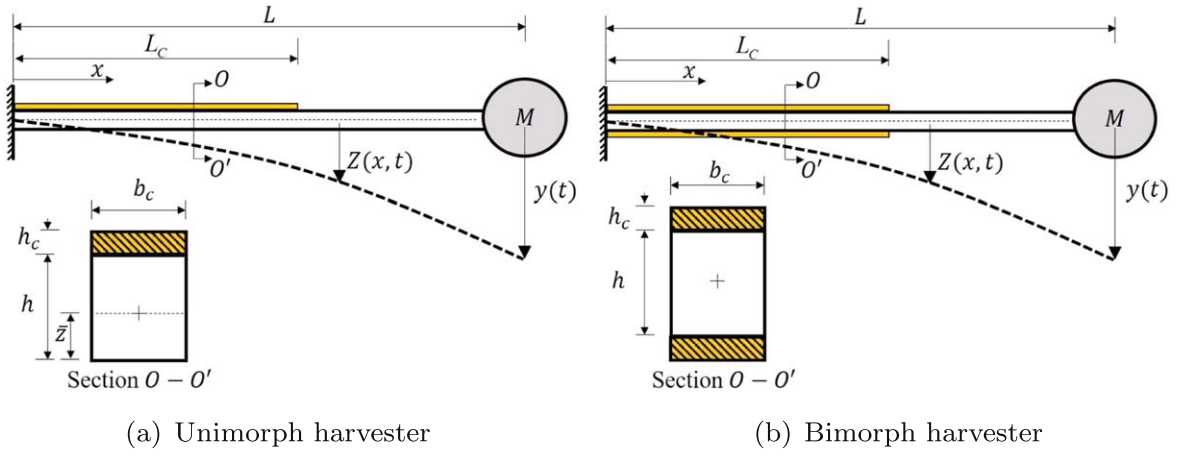 L
L_C
x
O
M
O'
Z(x, t)
b_c
y(t)
h_c
h
z̄
Section O − O'
(a) Unimorph harvester
L
L_C
x
O
M
O'
Z(x, t)
b_c
y(t)
h_c
h
Section O − O'
(b) Bimorph harvester